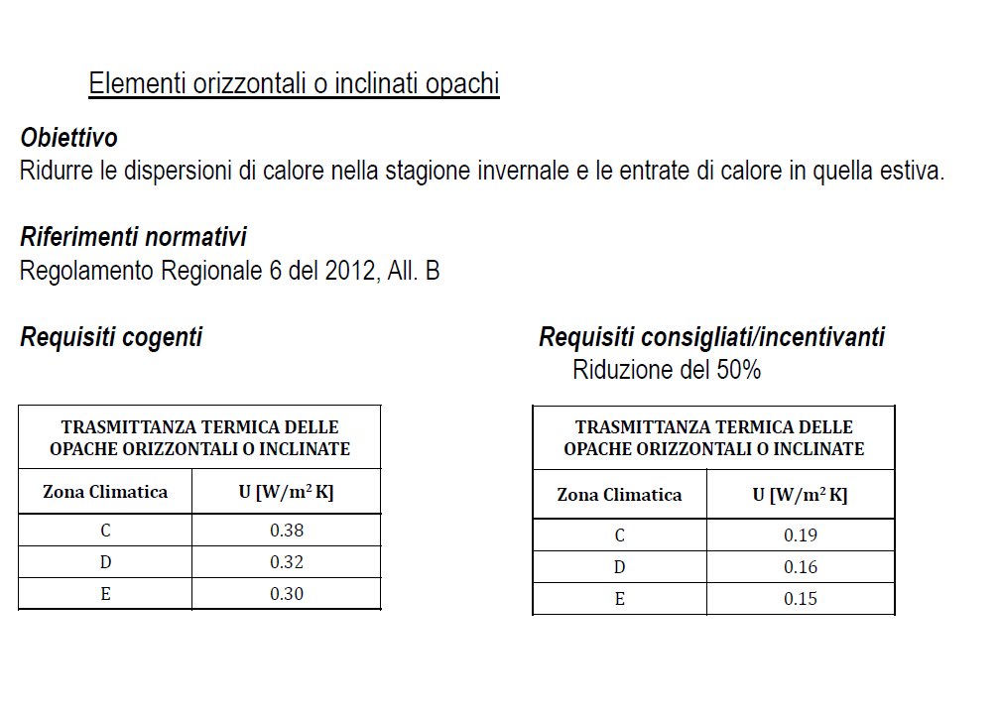 Elementi orizzontali o inclinati opachi
Obiettivo
Ridurre le dispersioni di calore nella stagione invernale e le entrate di calore in quella estiva.
Riferimenti normativi
Regolamento Regionale 6 del 2012, All. B
Requisiti cogenti
TRASMITTANZA TERMICA DELLE
OPACHE ORIZZONTALI O INCLINATE
Zona Climatica U [W/m² K]
C 0.38
D 0.32
E 0.30
Requisiti consigliati/incentivanti
Riduzione del 50%
TRASMITTANZA TERMICA DELLE
OPACHE ORIZZONTALI O INCLINATE
Zona Climatica U [W/m² K]
C 0.19
D 0.16
E 0.15